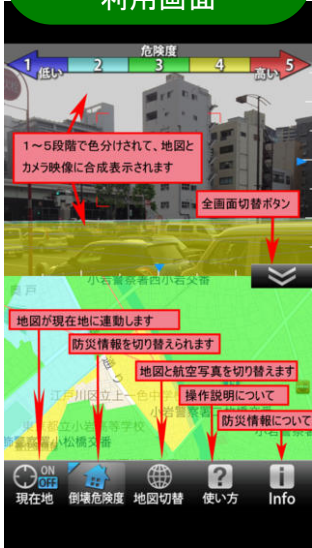 利用画面
危険度
1 低い 2 3 4 高い 5
1～5段階で色分けされて、地図と
カメラ映像に合成表示されます
全画面切替ボタン
小岩警察署西小岩交番
地図が現在地に連動します
防災情報を切り替えられます
通り
地図と航空写真を切り替えます
江戸川区立上一色中学校
操作説明について
防災情報について
小松橋交番
ON
OFF
現在地 倒壊危険度 地図切替 使い方 Info